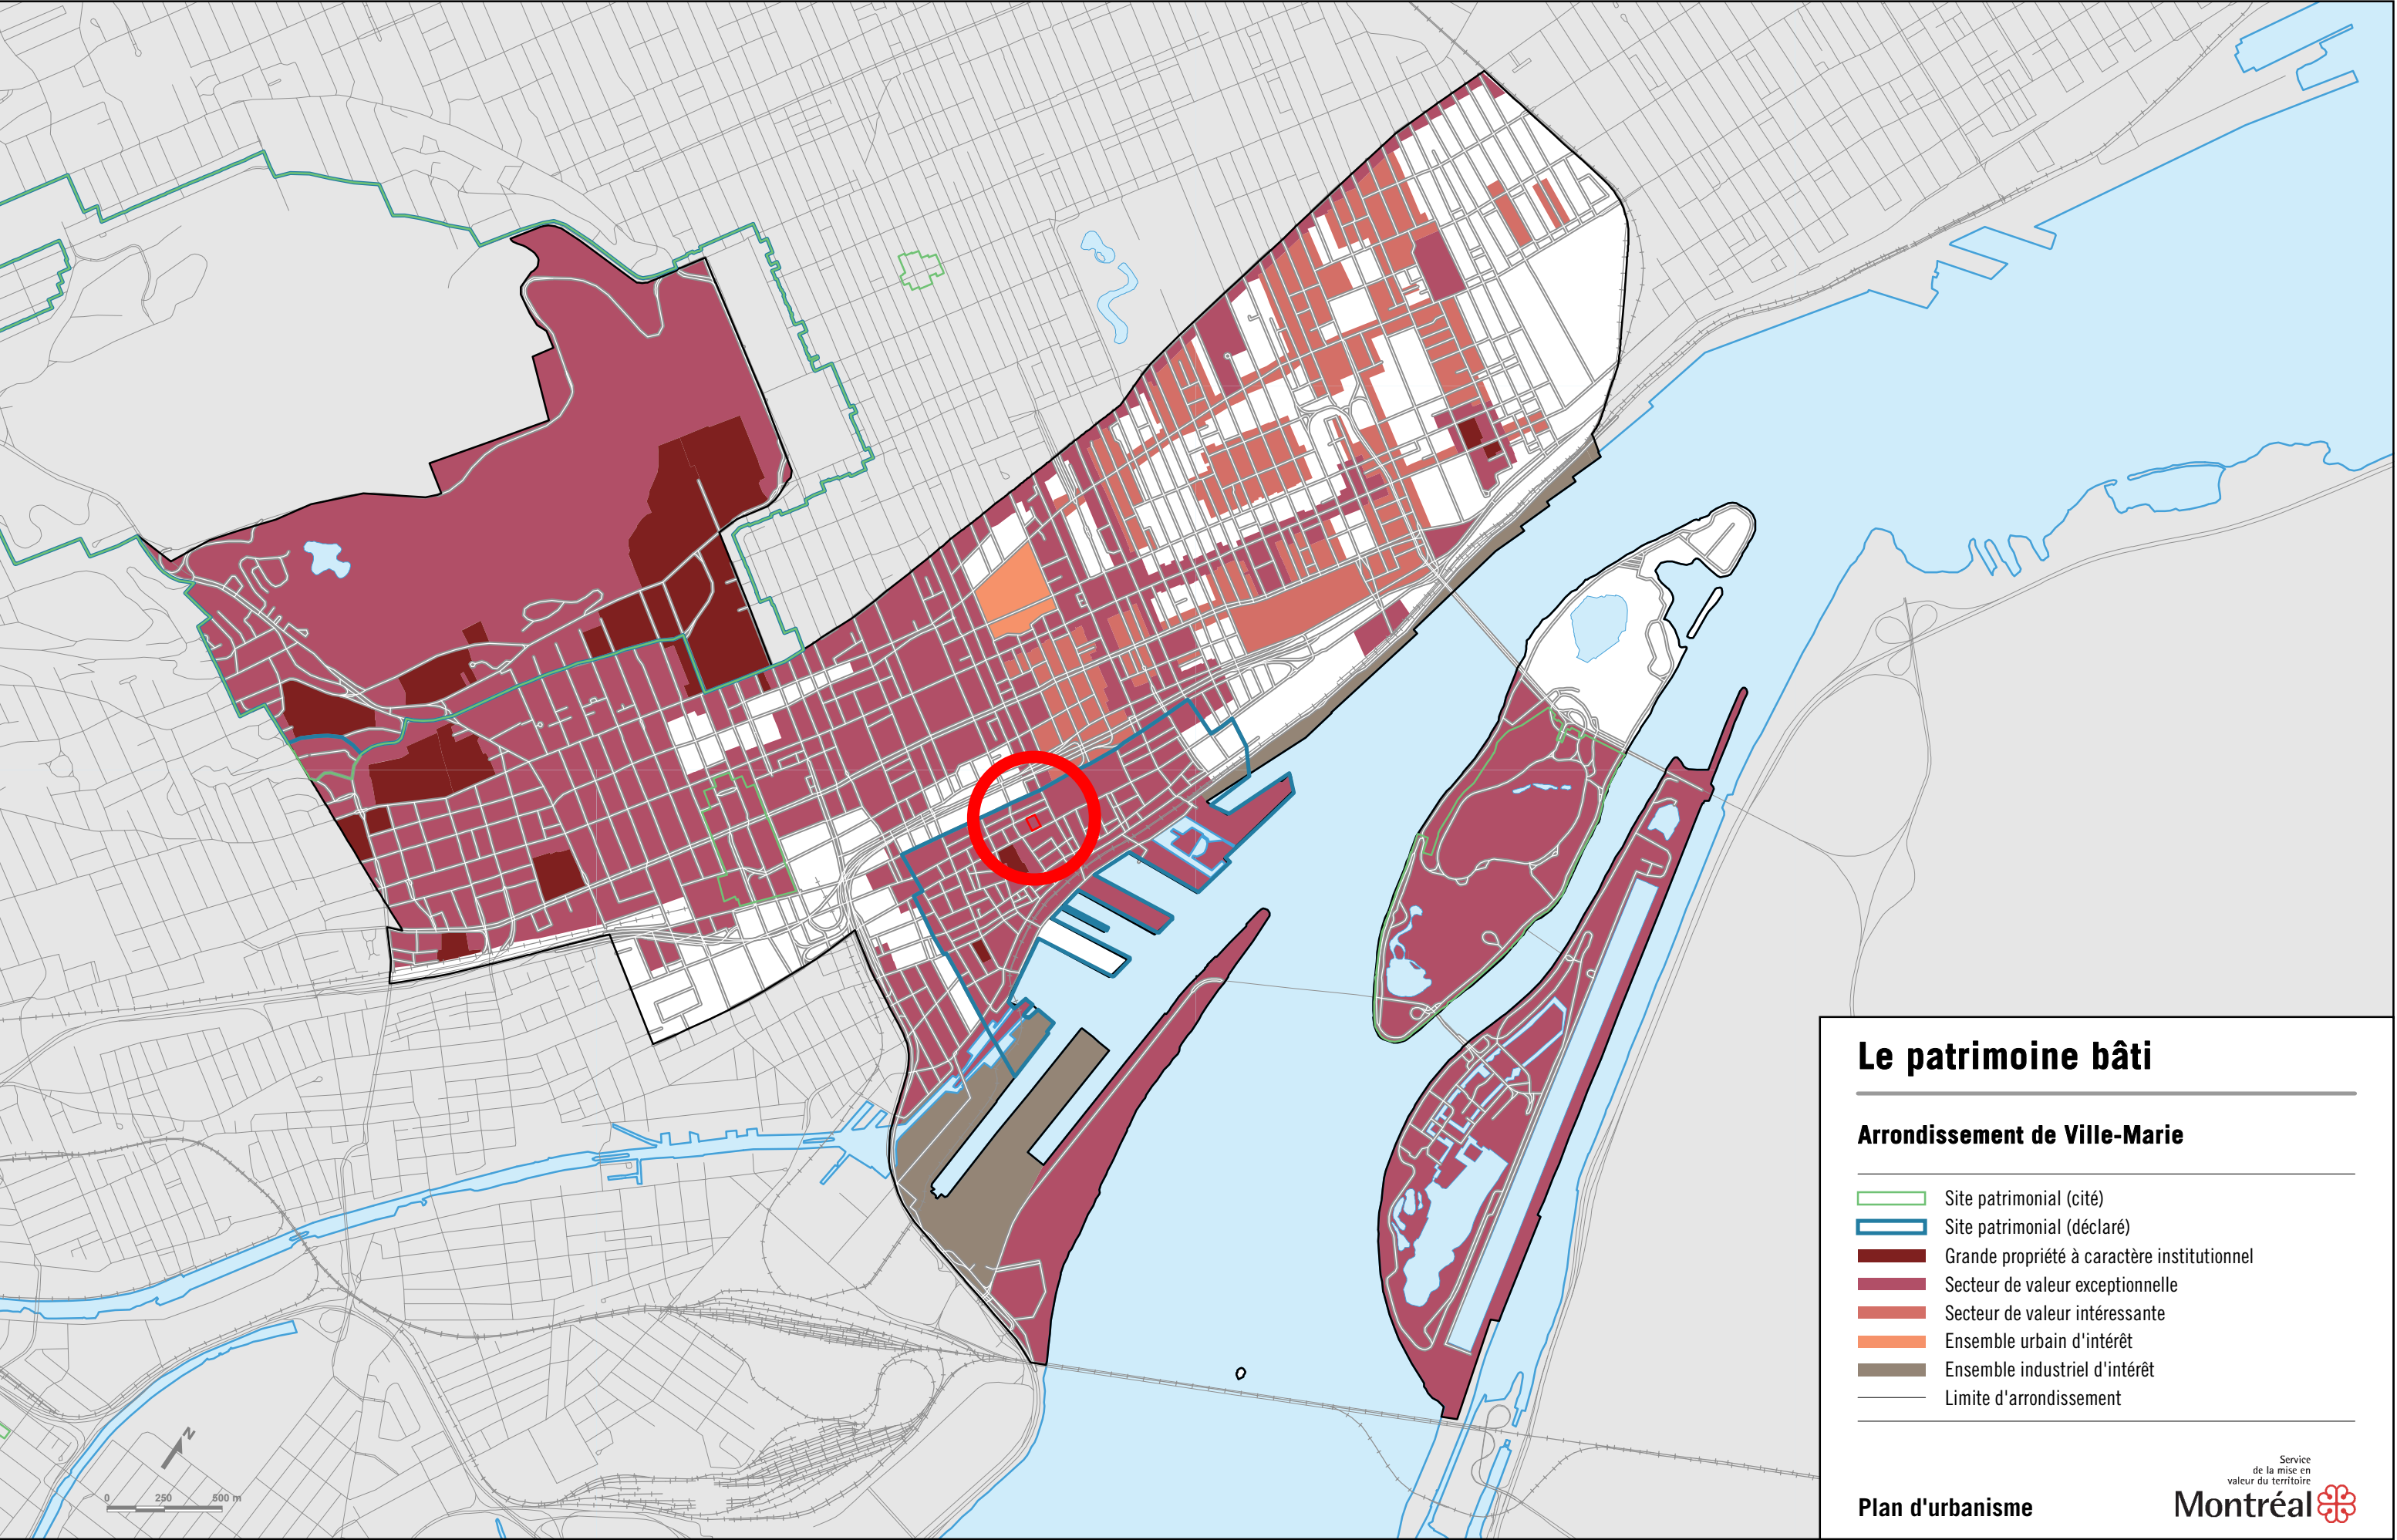 Le patrimoine bâti
Arrondissement de Ville-Marie
Site patrimonial (cité)
Site patrimonial (déclaré)
Grande propriété à caractère institutionnel
Secteur de valeur exceptionnelle
Secteur de valeur intéressante
Ensemble urbain d'intérêt
Ensemble industriel d'intérêt
Limite d'arrondissement
N
0 250 500 m
Service
de la mise en
valeur du territoire
Plan d'urbanisme
Montréal